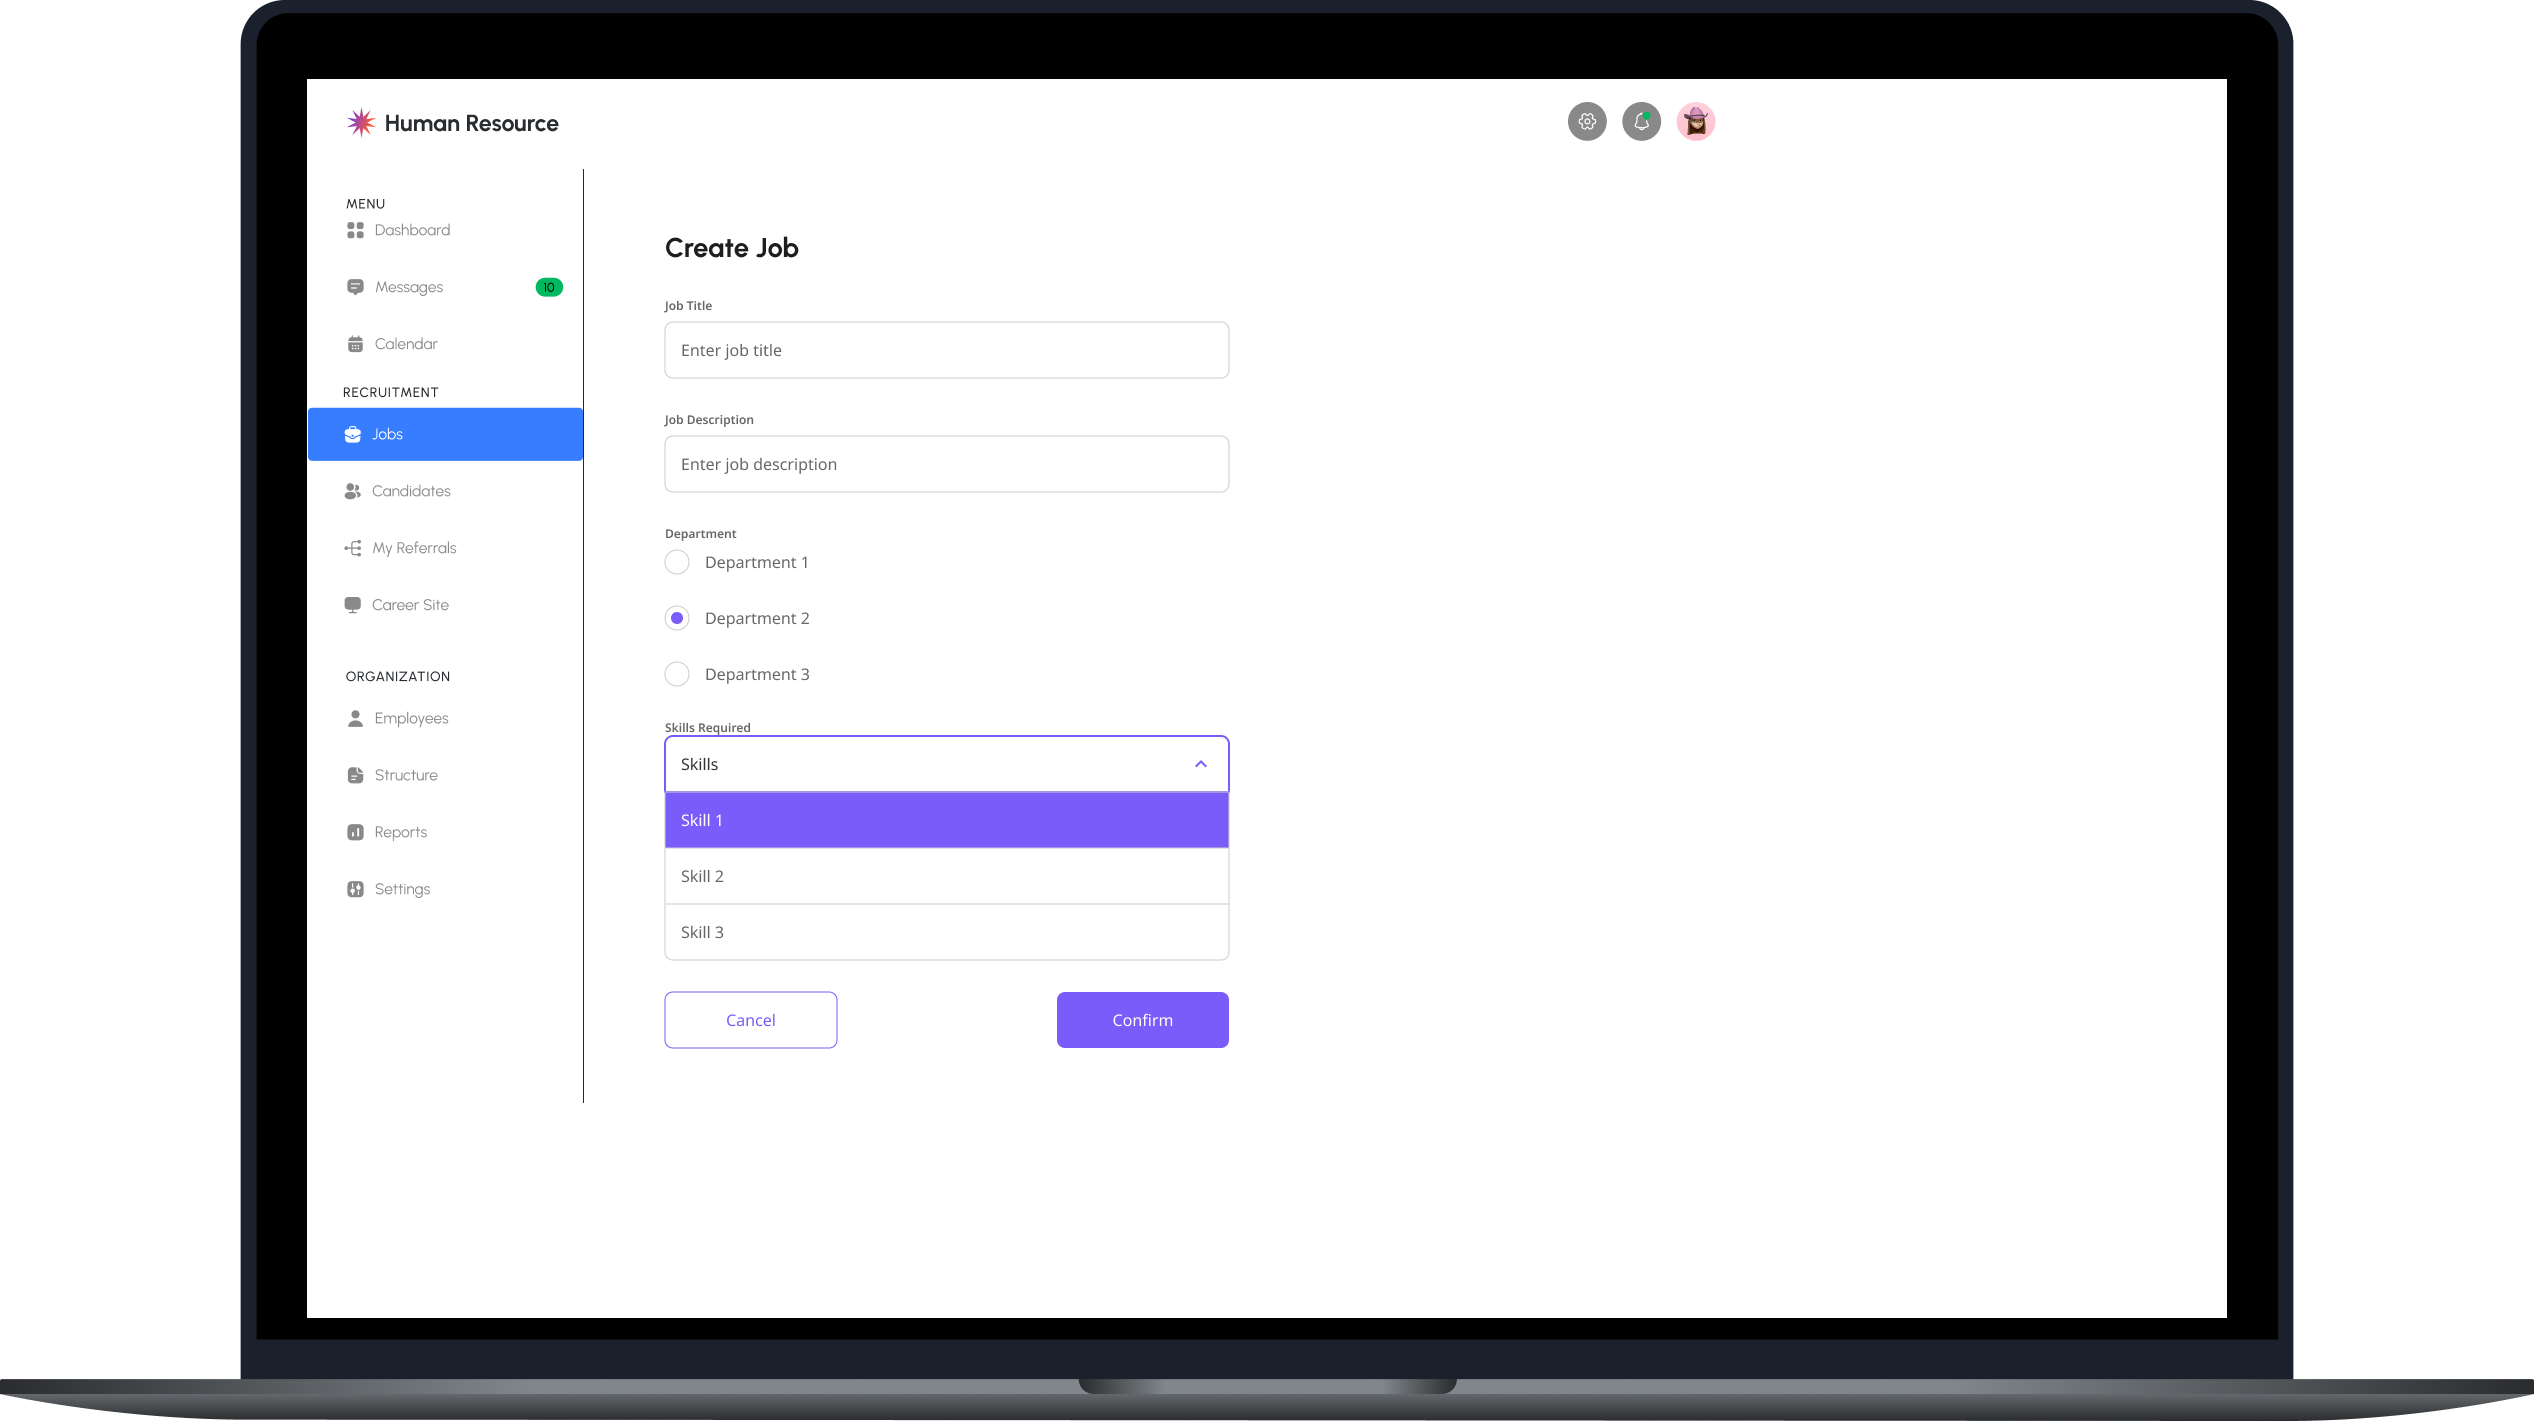 Human Resource
MENU
Dashboard
Messages
10
Calendar
RECRUITMENT
Jobs
Candidates
My Referrals
Career Site
ORGANIZATION
Employees
Structure
Reports
Settings
Create Job
Job Title
Enter job title
Job Description
Enter job description
Department
Department 1
Department 2
Department 3
Skills Required
Skills
Skill 1
Skill 2
Skill 3
Cancel
Confirm